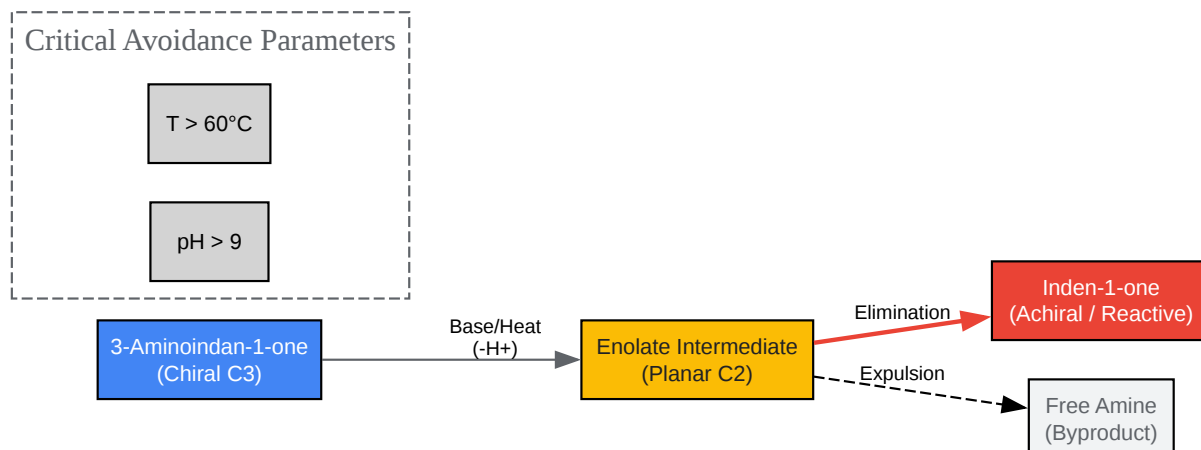 Critical Avoidance Parameters
T > 60°C
pH > 9
3-Aminoindan-1-one
(Chiral C3)
Base/Heat
(-H+)
Enolate Intermediate
(Planar C2)
Elimination
Expulsion
Inden-1-one
(Achiral / Reactive)
Free Amine
(Byproduct)